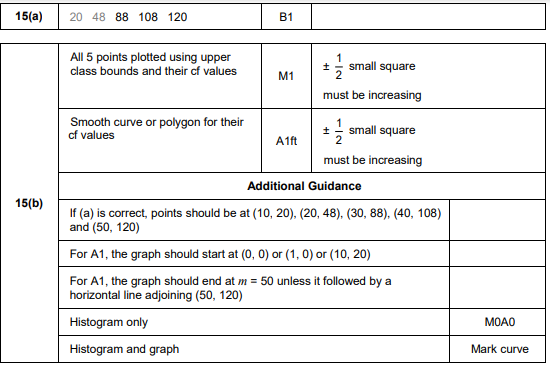 15(a) 20 48 88 108 120 B1
All 5 points plotted using upper
class bounds and their cf values
M1
± 1/2 small square
must be increasing
Smooth curve or polygon for their
cf values
A1ft
± 1/2 small square
must be increasing
15(b)
Additional Guidance
If (a) is correct, points should be at (10, 20), (20, 48), (30, 88), (40, 108)
and (50, 120)
For A1, the graph should start at (0, 0) or (1, 0) or (10, 20)
For A1, the graph should end at m = 50 unless it followed by a
horizontal line adjoining (50, 120)
Histogram only M0A0
Histogram and graph Mark curve